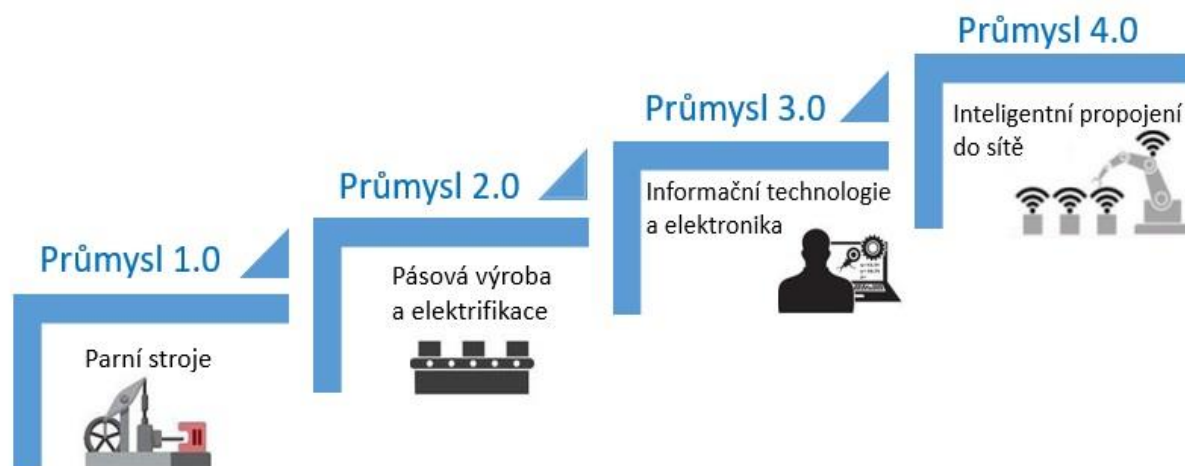 Průmysl 1.0
Parní stroje
Průmysl 2.0
Pásová výroba
a elektrifikace
Průmysl 3.0
Informační technologie
a elektronika
Průmysl 4.0
Inteligentní propojení
do sítě